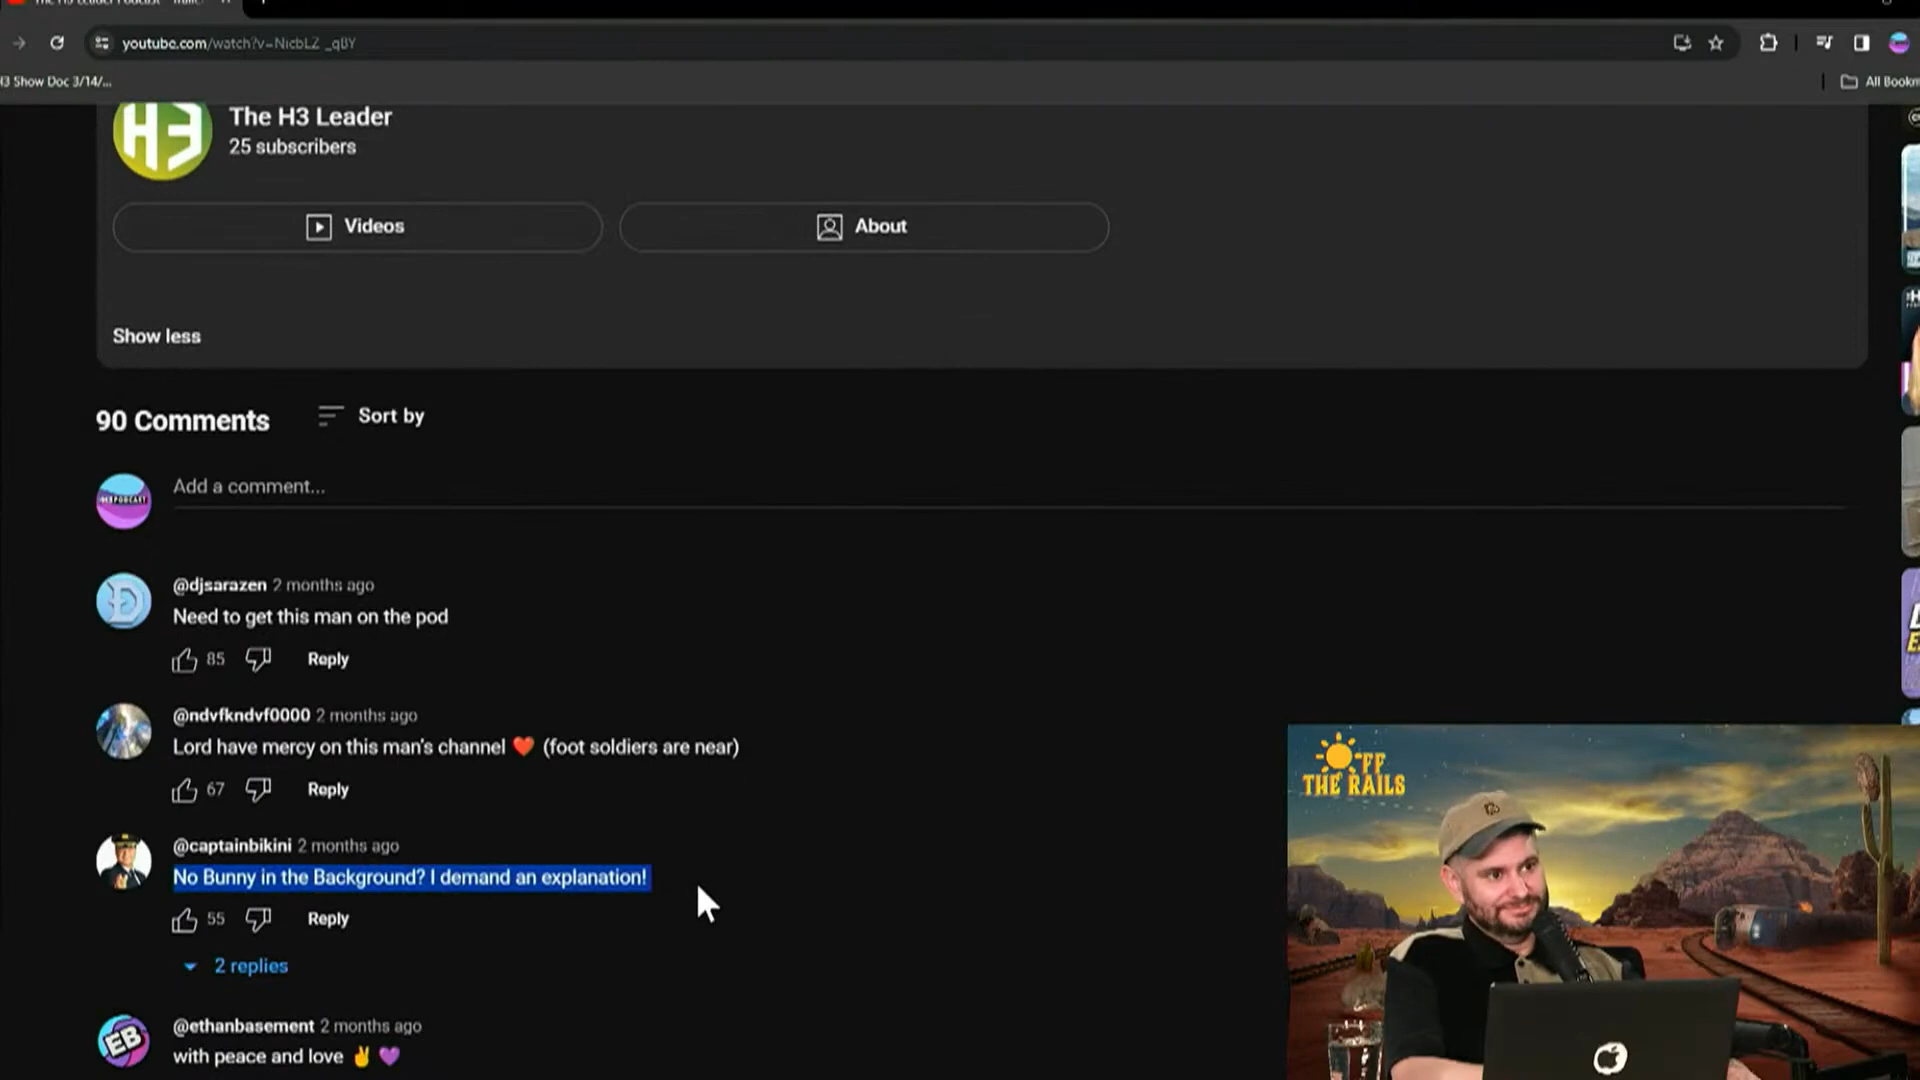 youtube.com/watch?v=NicbLZ_qBY
H3 Show Doc 3/14/...
All Bookm
H3
The H3 Leader
25 subscribers
Videos
About
Show less
90 Comments
Sort by
H3PODCAST
Add a comment...
@djsarazen 2 months ago
Need to get this man on the pod
85
Reply
@ndvfkndvf0000 2 months ago
Lord have mercy on this man's channel ❤️ (foot soldiers are near)
67
Reply
@captainbikini 2 months ago
No Bunny in the Background? I demand an explanation!
55
Reply
2 replies
EB
@ethanbasement 2 months ago
with peace and love ✌️ 💜
OFF
THE RAILS